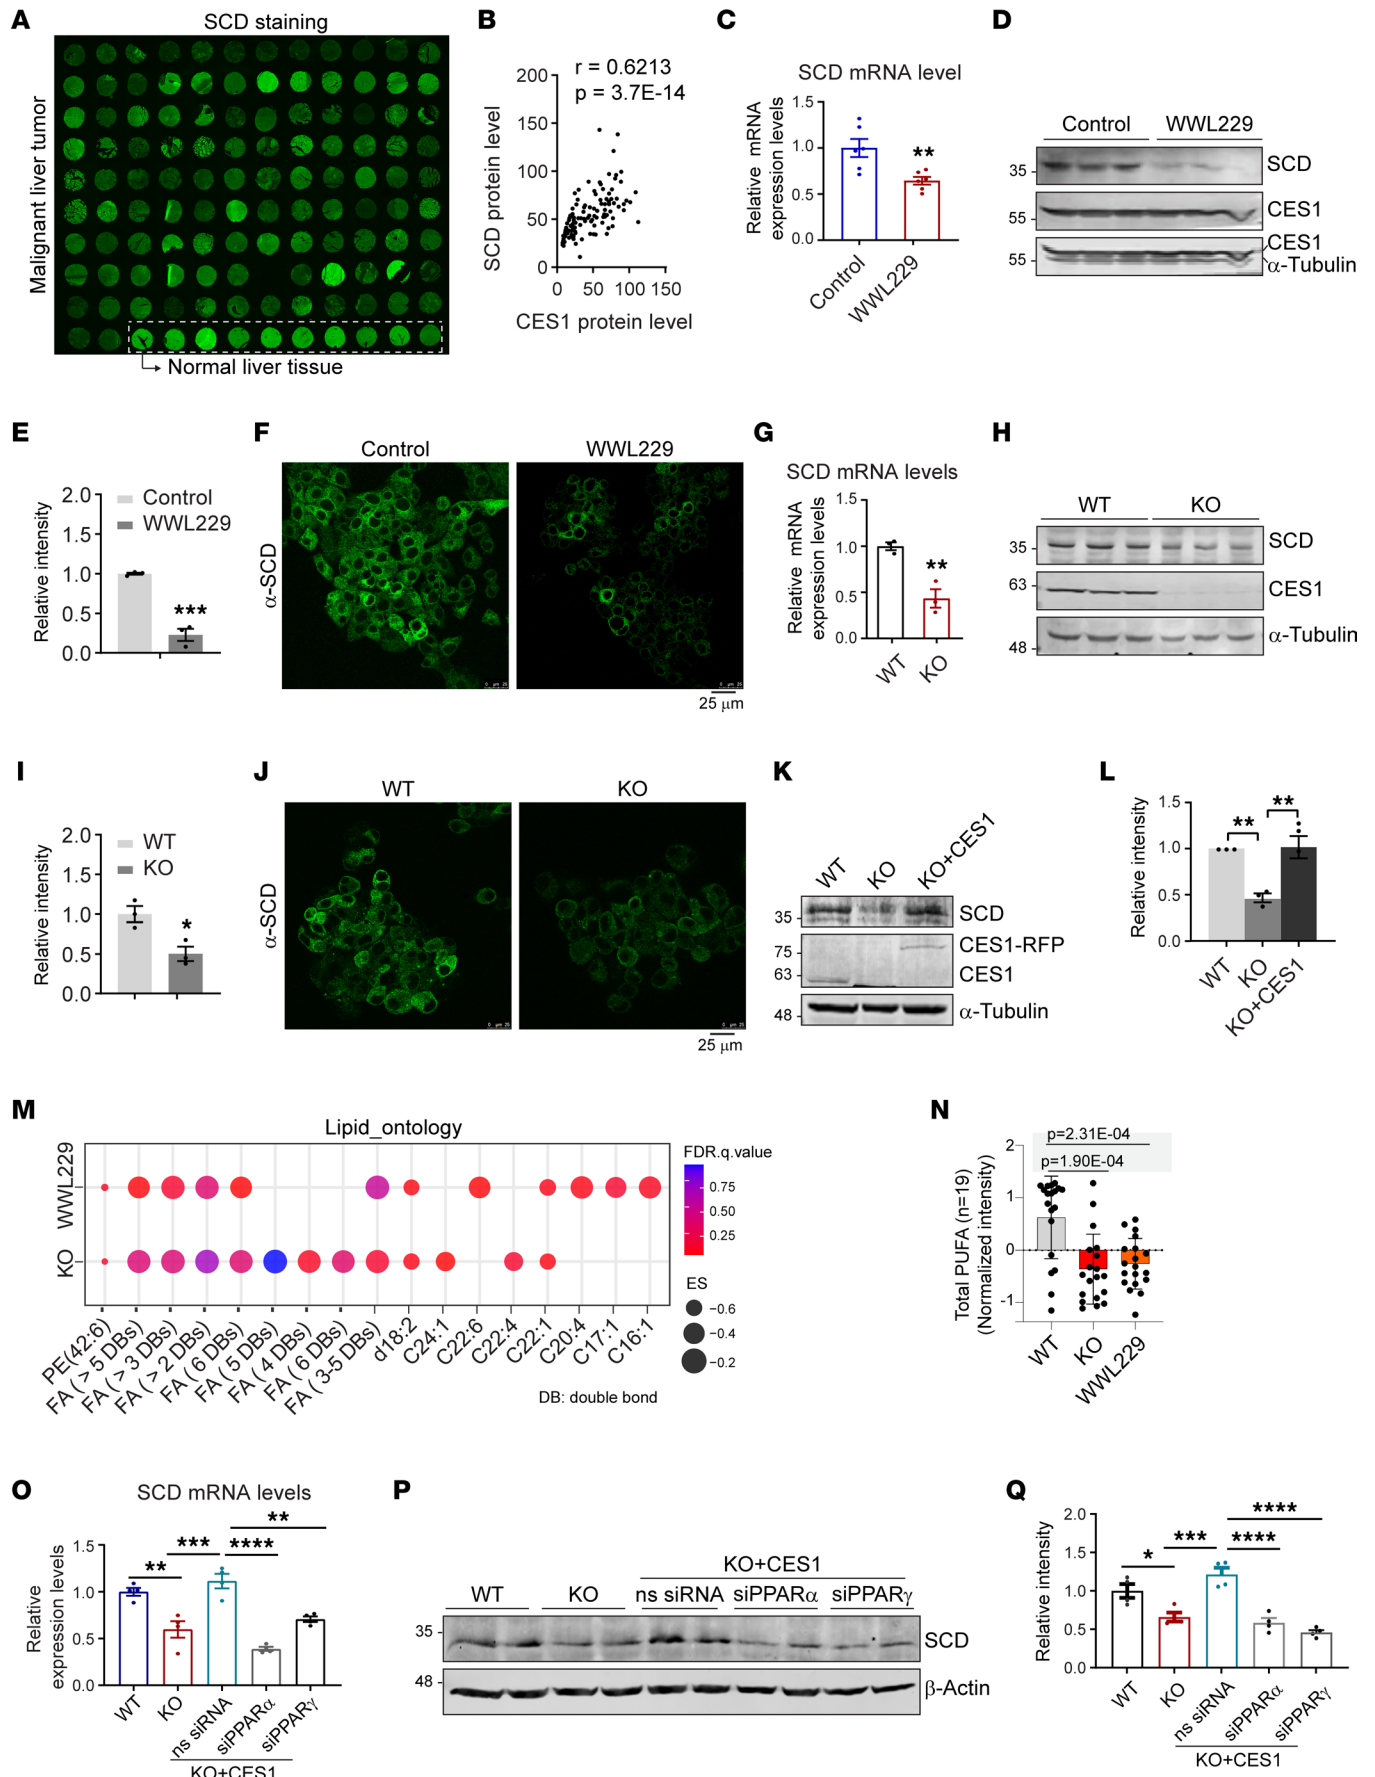 A
SCD staining
Malignant liver tumor
Normal liver tissue
B
r = 0.6213
p = 3.7E-14
SCD protein level
200
150
100
50
0
0 50 100 150
CES1 protein level
C
SCD mRNA level
Relative mRNA
expression levels
1.5
1.0
0.5
0.0
**
Control
WWL229
D
Control WWL229
35
SCD
55
CES1
55
CES1
α-Tubulin
E
Relative intensity
2.0
1.5
1.0
0.5
0.0
Control
WWL229
***
F
Control
WWL229
α-SCD
0 µm 25
0 µm 25
25 µm
G
SCD mRNA levels
Relative mRNA
expression levels
1.5
1.0
0.5
0.0
**
WT
KO
H
WT KO
35
SCD
63
CES1
48
α-Tubulin
I
Relative intensity
2.0
1.5
1.0
0.5
0.0
WT
KO
*
J
WT
KO
α-SCD
0 µm 25
0 µm 25
25 µm
K
WT
KO
KO+CES1
35
SCD
75
CES1-RFP
63
CES1
48
α-Tubulin
L
Relative intensity
1.5
1.0
0.5
0.0
**
**
WT
KO
KO+CES1
M
Lipid_ontology
WWL229
KO
PE(42:6)
FA ( > 5 DBs)
FA ( > 3 DBs)
FA ( > 2 DBs)
FA ( 6 DBs)
FA ( 5 DBs)
FA ( 4 DBs)
FA ( 6 DBs)
FA ( 3-5 DBs)
d18:2
C24:1
C22:6
C22:4
C22:1
C20:4
C17:1
C16:1
FDR.q.value
0.75
0.50
0.25
ES
−0.6
−0.4
−0.2
DB: double bond
N
Total PUFA (n=19)
(Normalized intensity)
2
1
0
-1
p=2.31E-04
p=1.90E-04
WT
KO
WWL229
O
SCD mRNA levels
Relative
expression levels
1.5
1.0
0.5
0.0
**
***
****
**
WT
KO
ns siRNA
siPPARα
siPPARγ
KO+CES1
P
KO+CES1
WT KO ns siRNA siPPARα siPPARγ
35
SCD
48
β-Actin
Q
Relative intensity
2.0
1.5
1.0
0.5
0.0
*
***
****
****
WT
KO
ns siRNA
siPPARα
siPPARγ
KO+CES1